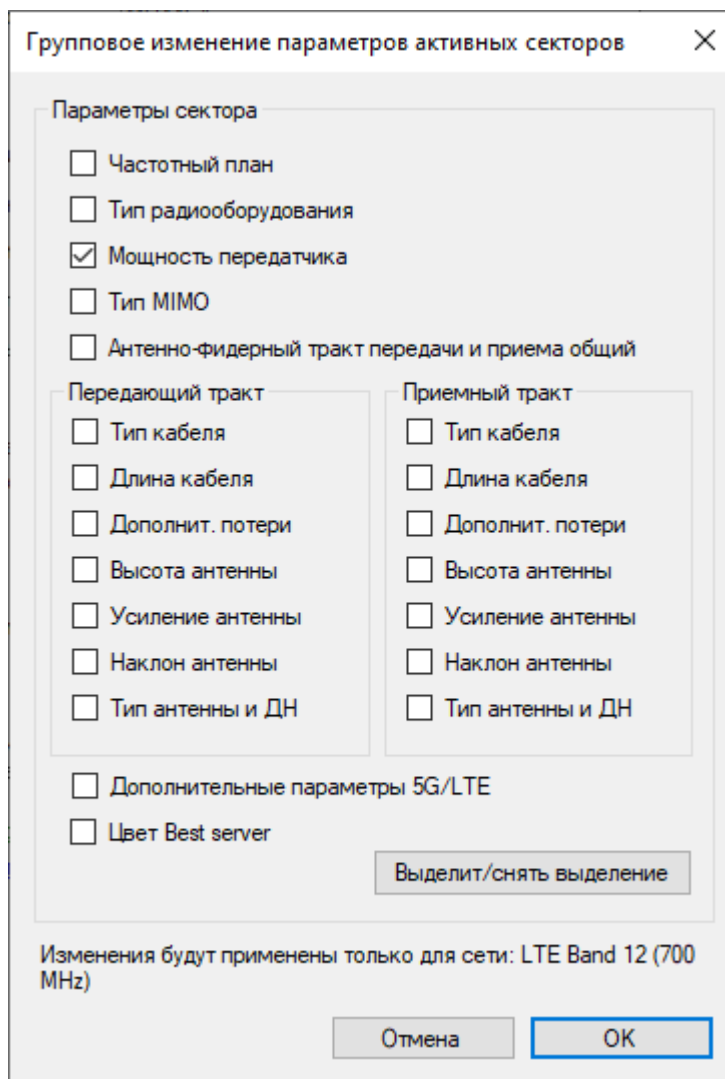 Групповое изменение параметров активных секторов
Параметры сектора
Частотный план
Тип радиооборудования
Мощность передатчика
Тип MIMO
Антенно-фидерный тракт передачи и приема общий
Передающий тракт
Тип кабеля
Длина кабеля
Дополнит. потери
Высота антенны
Усиление антенны
Наклон антенны
Тип антенны и ДН
Приемный тракт
Тип кабеля
Длина кабеля
Дополнит. потери
Высота антенны
Усиление антенны
Наклон антенны
Тип антенны и ДН
Дополнительные параметры 5G/LTE
Цвет Best server
Выделит/снять выделение
Изменения будут применены только для сети: LTE Band 12 (700
MHz)
Отмена
OK